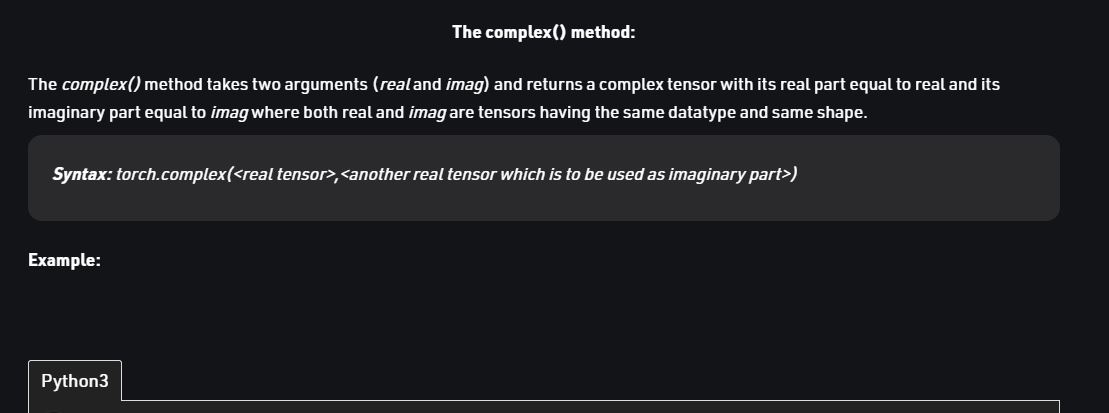 The complex() method:
The complex() method takes two arguments (real and imag) and returns a complex tensor with its real part equal to real and its
imaginary part equal to imag where both real and imag are tensors having the same datatype and same shape.
Syntax: torch.complex(<real tensor>,<another real tensor which is to be used as imaginary part>)
Example:
Python3